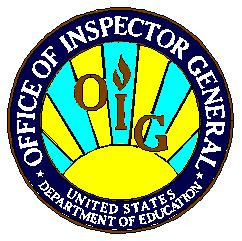 OFFICE OF INSPECTOR GENERAL
OIG
UNITED STATES
DEPARTMENT OF EDUCATION